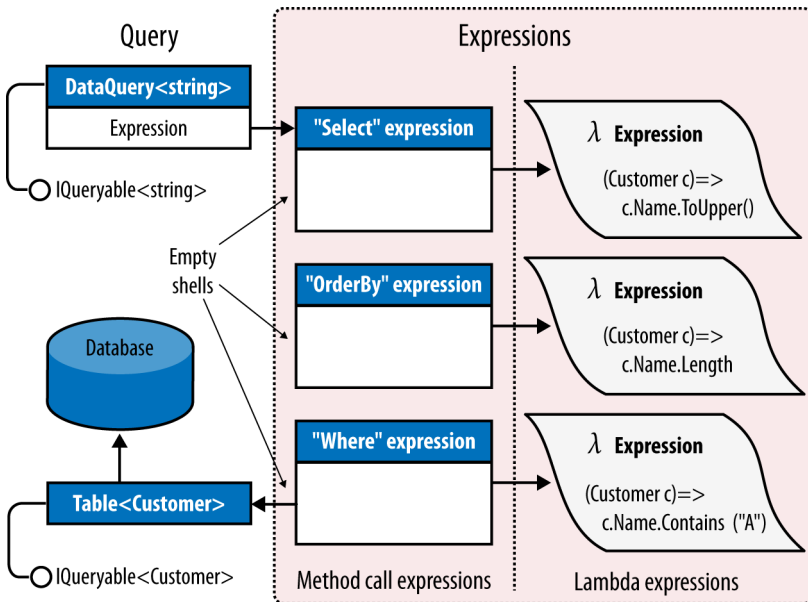 Query
Expressions
DataQuery<string>
Expression
IQueryable<string>
"Select" expression
λ Expression
(Customer c)=>
c.Name.ToUpper()
Empty
shells
"OrderBy" expression
λ Expression
(Customer c)=>
c.Name.Length
Database
"Where" expression
λ Expression
(Customer c)=>
c.Name.Contains ("A")
Table<Customer>
IQueryable<Customer>
Method call expressions
Lambda expressions